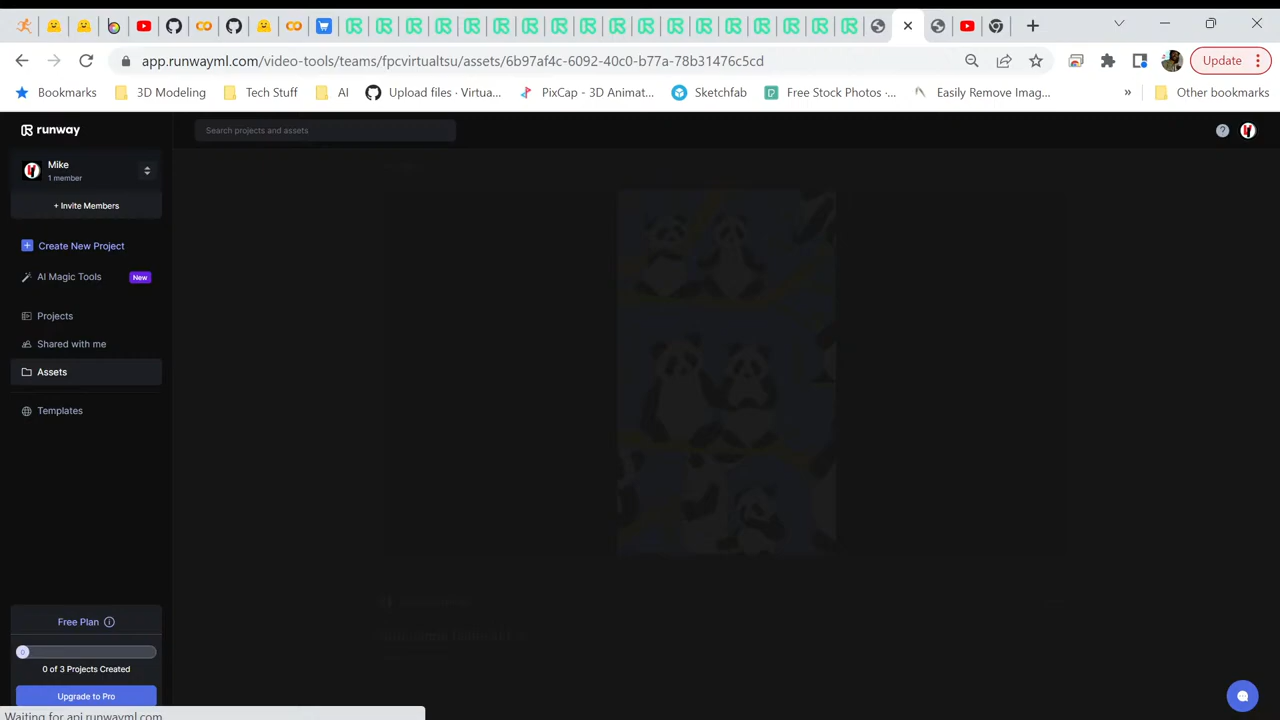 app.runwayml.com/video-tools/teams/fpcvirtualtsu/assets/6b97af4c-6092-40c0-b77a-78b3147af5cd
Update
Bookmarks
3D Modeling
Tech Stuff
AI
Upload files · Virtua...
PixCap - 3D Animat...
Sketchfab
Free Stock Photos -...
Easily Remove Imag...
»
Other bookmarks
runway
Search projects and assets
?
Mike
1 member
+ Invite Members
Create New Project
AI Magic Tools
New
Projects
Shared with me
Assets
Templates
Free Plan
0
0 of 3 Projects Created
Upgrade to Pro
Waiting for api.runwayml.com...